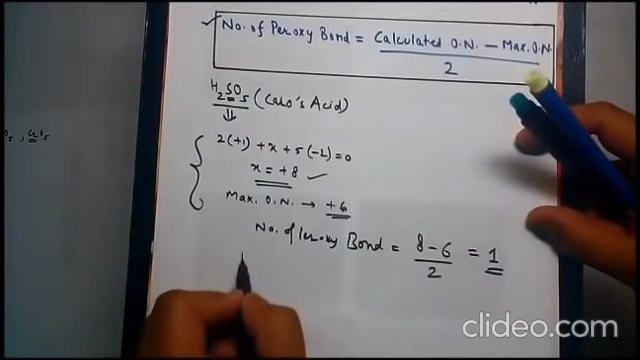 No. of Peroxy Bond = Calculated O.N. - Max. O.N. / 2
H2SO5 (Caro's Acid)
⇓
2(+1) + x + 5(-2) = 0
x = +8 ✓
Max. O.N. → +6
No. of Peroxy Bond = 8-6 / 2 = 1
clideo.com